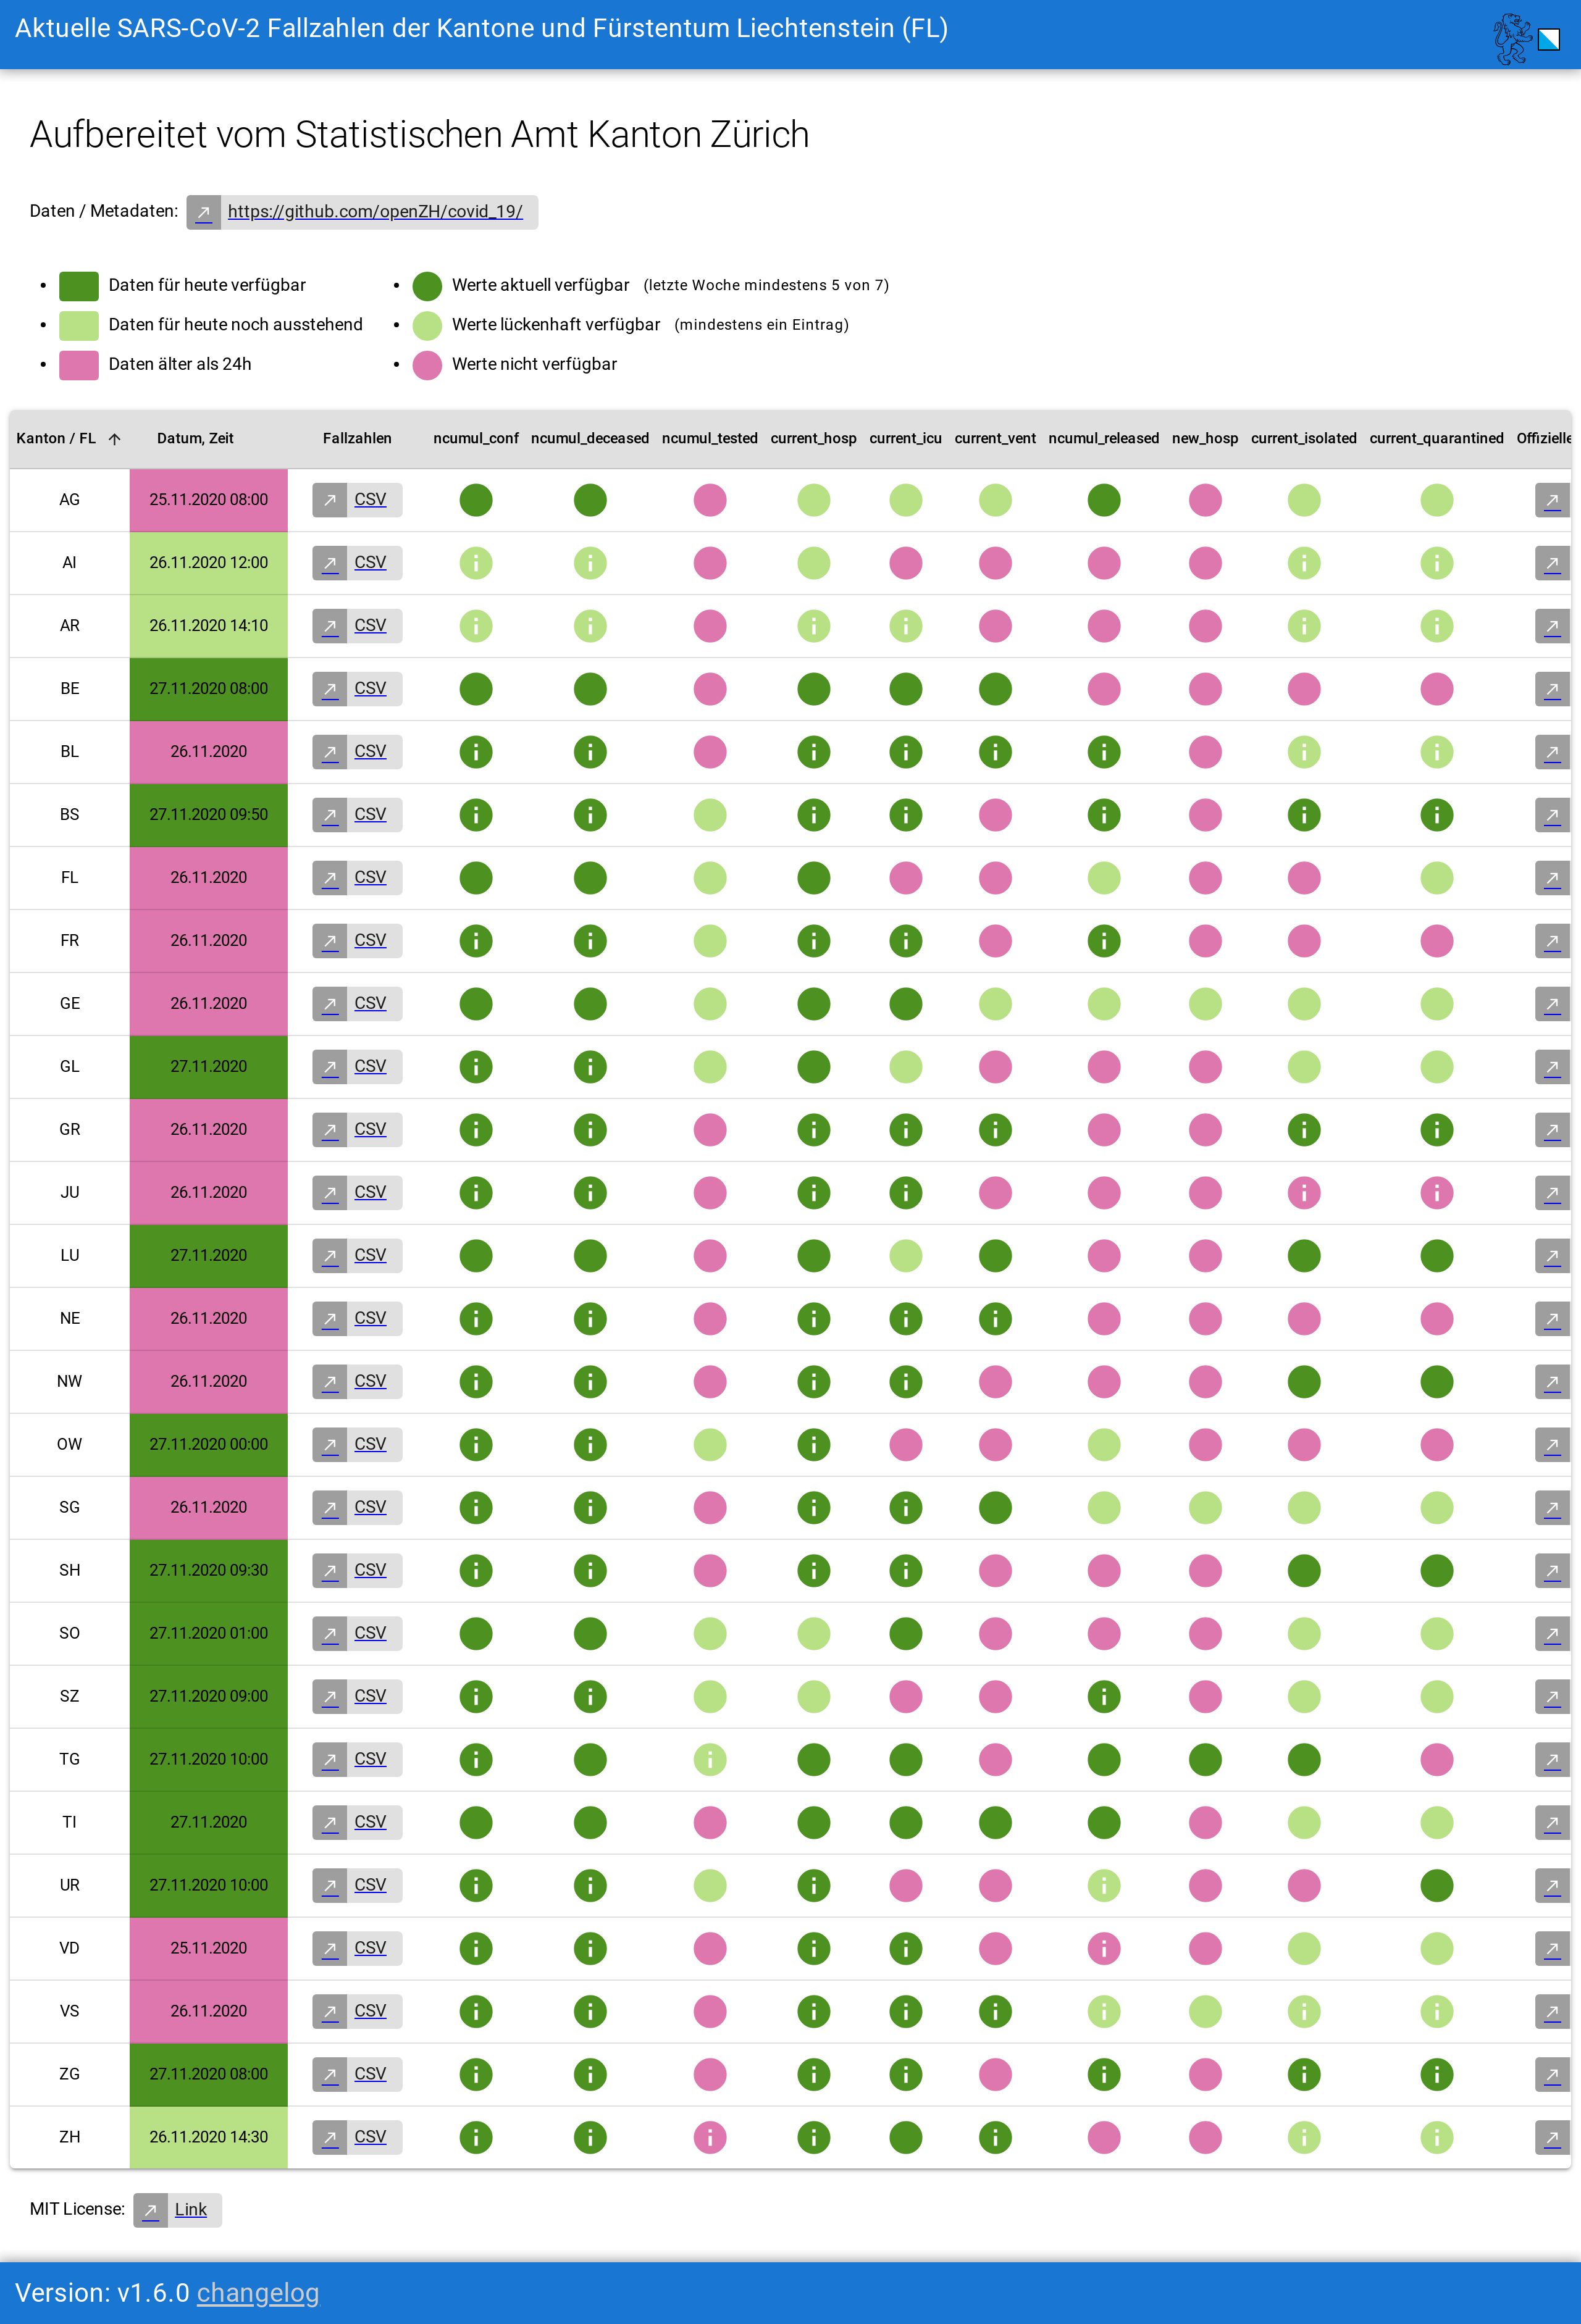 Aktuelle SARS-CoV-2 Fallzahlen der Kantone und Fürstentum Liechtenstein (FL)
Aufbereitet vom Statistischen Amt Kanton Zürich
Daten / Metadaten: https://github.com/openZH/covid_19/
Daten für heute verfügbar
Daten für heute noch ausstehend
Daten älter als 24h
Werte aktuell verfügbar (letzte Woche mindestens 5 von 7)
Werte lückenhaft verfügbar (mindestens ein Eintrag)
Werte nicht verfügbar
Kanton / FL Datum, Zeit Fallzahlen ncumul_conf ncumul_deceased ncumul_tested current_hosp current_icu current_vent ncumul_released new_hosp current_isolated current_quarantined Offizielle
AG 25.11.2020 08:00 CSV
AI 26.11.2020 12:00 CSV
AR 26.11.2020 14:10 CSV
BE 27.11.2020 08:00 CSV
BL 26.11.2020 CSV
BS 27.11.2020 09:50 CSV
FL 26.11.2020 CSV
FR 26.11.2020 CSV
GE 26.11.2020 CSV
GL 27.11.2020 CSV
GR 26.11.2020 CSV
JU 26.11.2020 CSV
LU 27.11.2020 CSV
NE 26.11.2020 CSV
NW 26.11.2020 CSV
OW 27.11.2020 00:00 CSV
SG 26.11.2020 CSV
SH 27.11.2020 09:30 CSV
SO 27.11.2020 01:00 CSV
SZ 27.11.2020 09:00 CSV
TG 27.11.2020 10:00 CSV
TI 27.11.2020 CSV
UR 27.11.2020 10:00 CSV
VD 25.11.2020 CSV
VS 26.11.2020 CSV
ZG 27.11.2020 08:00 CSV
ZH 26.11.2020 14:30 CSV
MIT License: Link
Version: v1.6.0 changelog